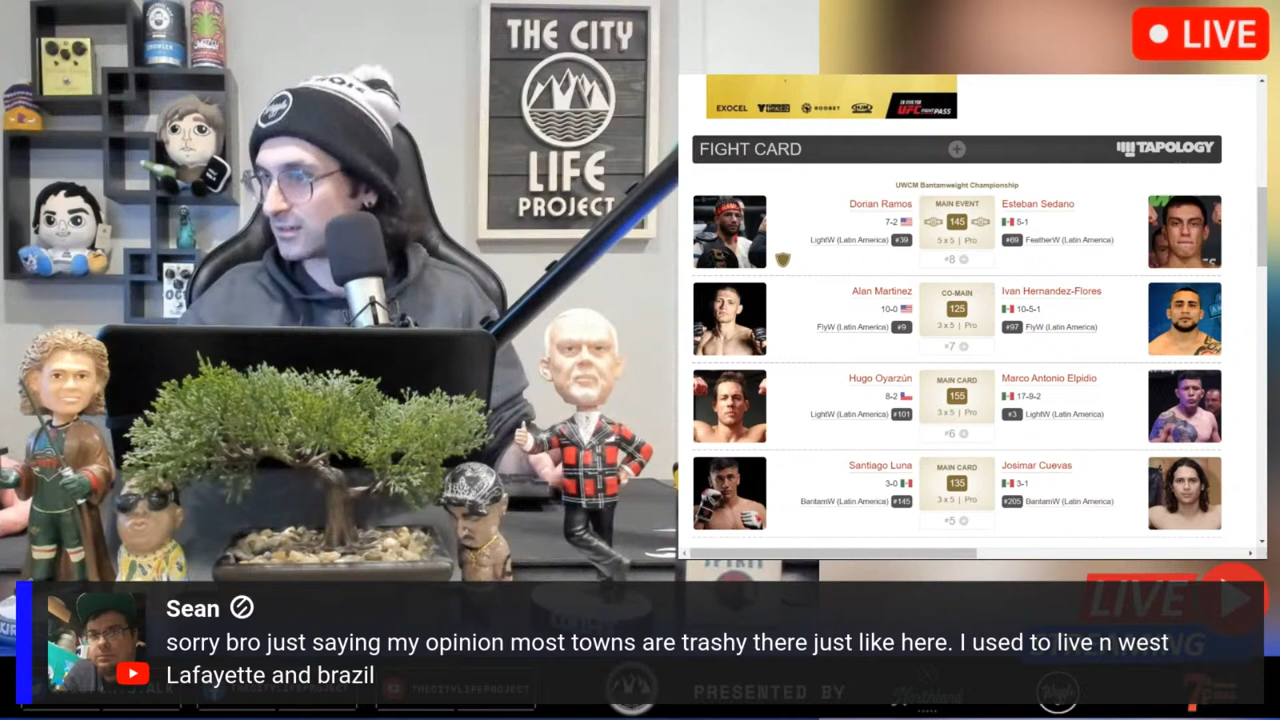 THE CITY
LIFE
PROJECT
LIVE
EXOCEL
UFC FIGHT PASS
FIGHT CARD
TAPOLOGY
UWCM Bantamweight Championship
Dorian Ramos MAIN EVENT Esteban Sedano
7-2 145 5-1
LightW (Latin America) #39 5 x 5 | Pro #69 FeatherW (Latin America)
#8
Alan Martinez CO-MAIN Ivan Hernandez-Flores
10-0 125 10-5-1
FlyW (Latin America) #9 3 x 5 | Pro #97 FlyW (Latin America)
#7
Hugo Oyarzún MAIN CARD Marco Antonio Elpidio
8-2 155 17-9-2
LightW (Latin America) #101 3 x 5 | Pro #3 LightW (Latin America)
#6
Santiago Luna MAIN CARD Josimar Cuevas
3-0 135 3-1
BantamW (Latin America) #145 3 x 5 | Pro #205 BantamW (Latin America)
#5
LIVE
STREAMING
Sean
sorry bro just saying my opinion most towns are trashy there just like here. I used to live n west
Lafayette and brazil
THECITYLIFEPROJECT
THECITYLIFEPROJECT
PRESENTED BY
Northland